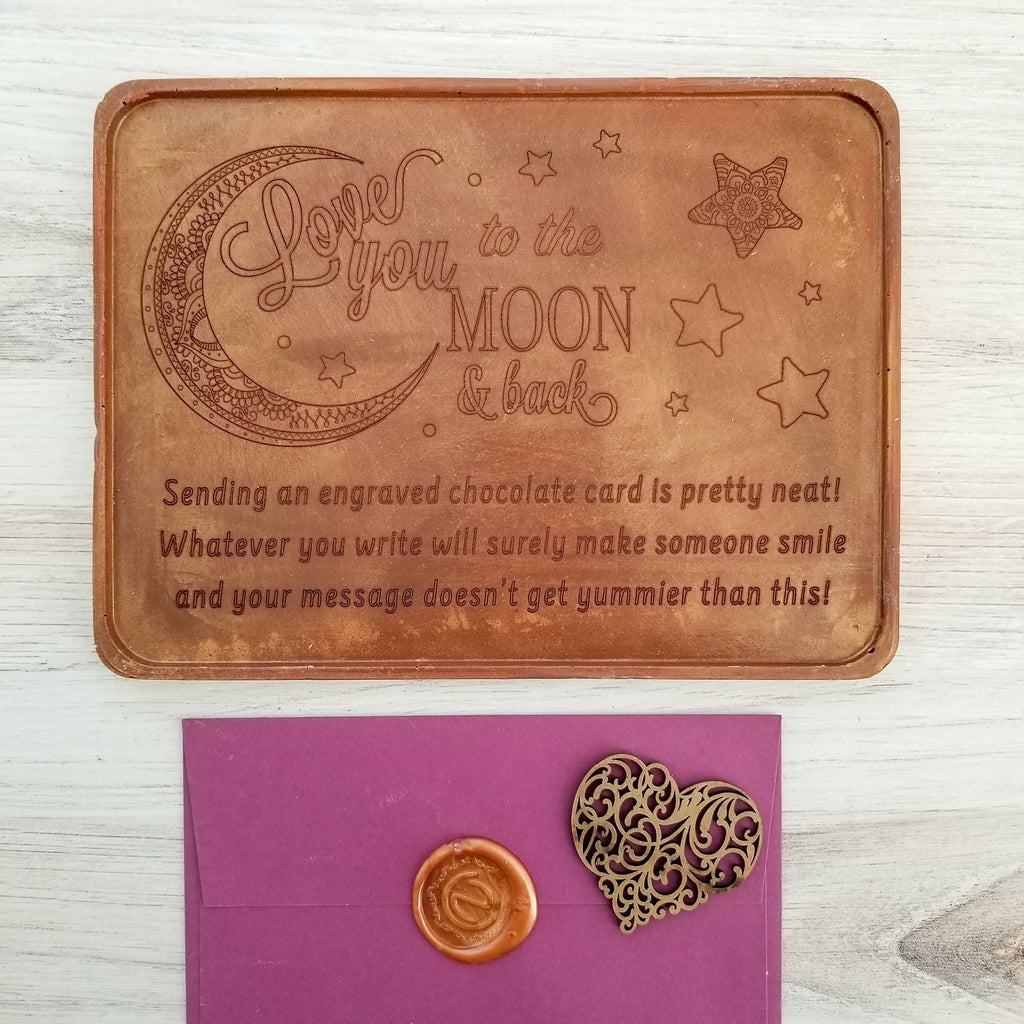 Love
you to the
MOON
& back
Sending an engraved chocolate card is pretty neat!
Whatever you write will surely make someone smile
and your message doesn't get yummier than this!